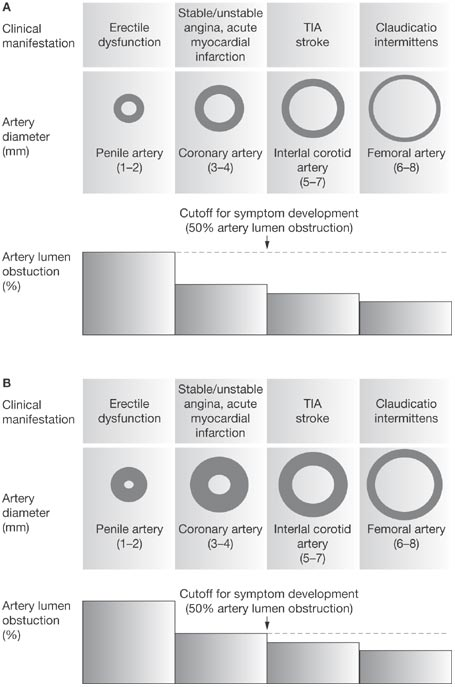 A
Clinical
manifestation
Erectile
dysfunction
Stable/unstable
angina, acute
myocardial
infarction
TIA
stroke
Claudicatio
intermittens
Artery
diameter
(mm)
Penile artery
(1–2)
Coronary artery
(3–4)
Interlal corotid
artery
(5–7)
Femoral artery
(6–8)
Cutoff for symptom development
(50% artery lumen obstruction)
Artery lumen
obstuction
(%)
B
Clinical
manifestation
Erectile
dysfunction
Stable/unstable
angina, acute
myocardial
infarction
TIA
stroke
Claudicatio
intermittens
Artery
diameter
(mm)
Penile artery
(1–2)
Coronary artery
(3–4)
Interlal corotid
artery
(5–7)
Femoral artery
(6–8)
Cutoff for symptom development
(50% artery lumen obstruction)
Artery lumen
obstuction
(%)